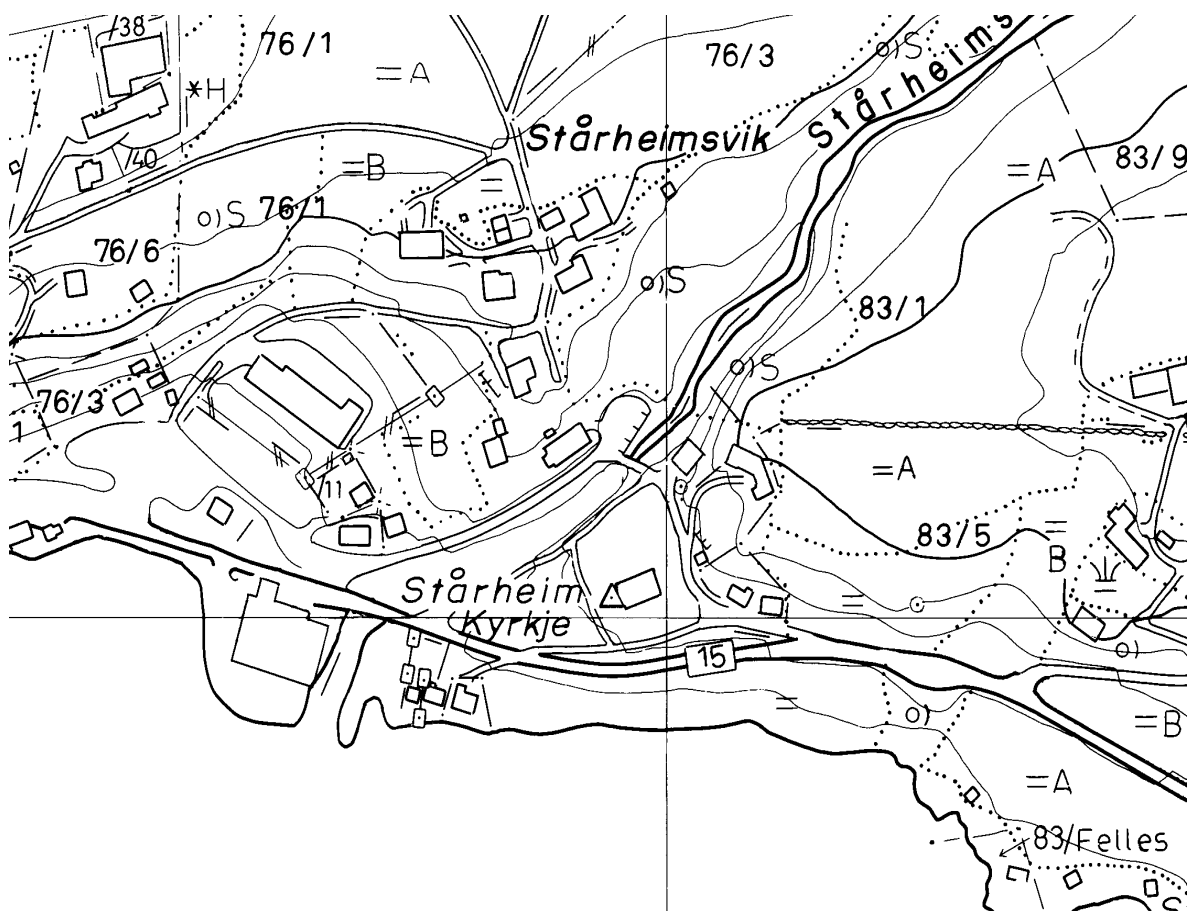 /38
76/1
=A
*H
76/3
S
Stårheims
Stårheimsvik
/40
=B
=
=A
83/9
S
76/1
76/6
S
83/1
S
76/3
1
=B
=A
/11
83/5
=
B
Stårheim
Kyrkje
=
15
=
=B
=A
83/Felles
S